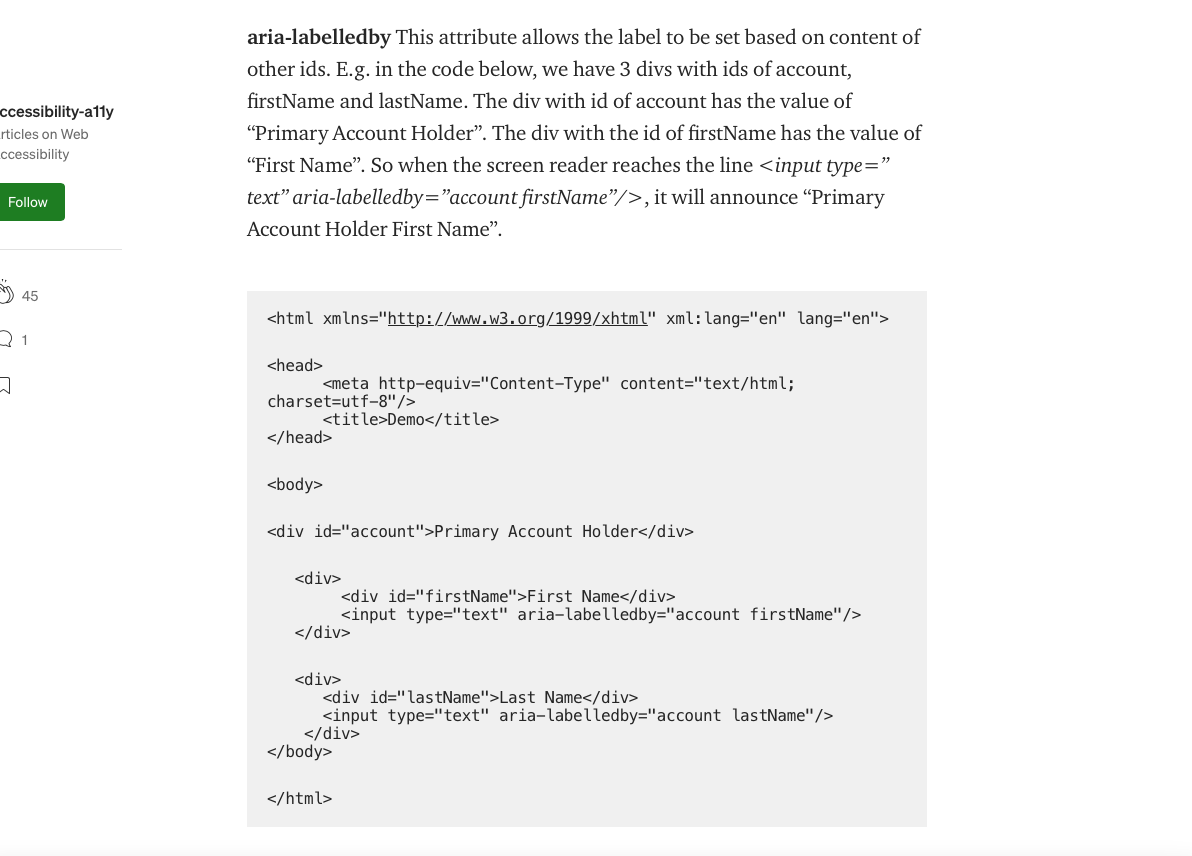 aria-labelledby This attribute allows the label to be set based on content of
other ids. E.g. in the code below, we have 3 divs with ids of account,
firstName and lastName. The div with id of account has the value of
“Primary Account Holder”. The div with the id of firstName has the value of
“First Name”. So when the screen reader reaches the line <input type=”
text” aria-labelledby=”account firstName”/>, it will announce “Primary
Account Holder First Name”.
ccessibility-a11y
rticles on Web
ccessibility
Follow
45
1
<html xmlns="http://www.w3.org/1999/xhtml" xml:lang="en" lang="en">
<head>
<meta http-equiv="Content-Type" content="text/html;
charset=utf-8"/>
<title>Demo</title>
</head>
<body>
<div id="account">Primary Account Holder</div>
<div>
<div id="firstName">First Name</div>
<input type="text" aria-labelledby="account firstName"/>
</div>
<div>
<div id="lastName">Last Name</div>
<input type="text" aria-labelledby="account lastName"/>
</div>
</body>
</html>